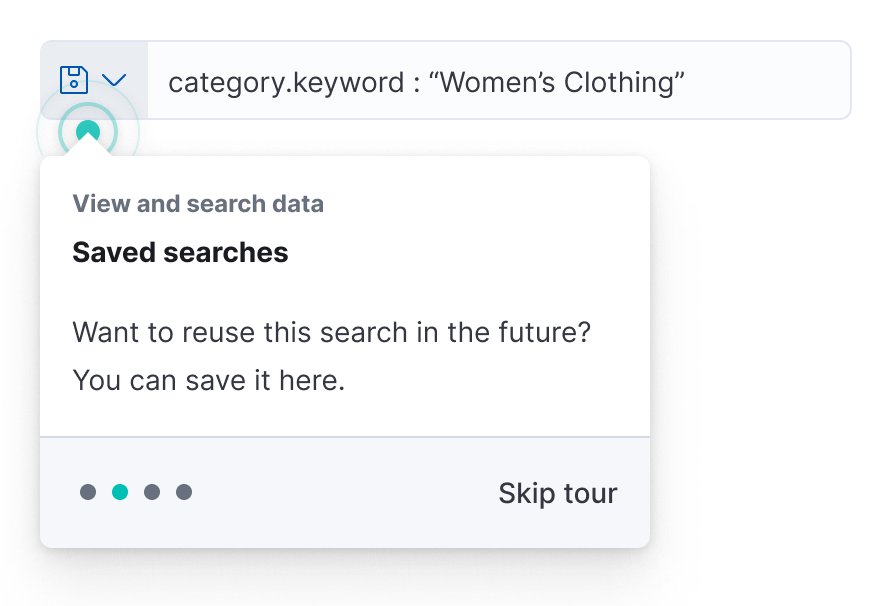 category.keyword : “Women’s Clothing”
View and search data
Saved searches
Want to reuse this search in the future?
You can save it here.
Skip tour